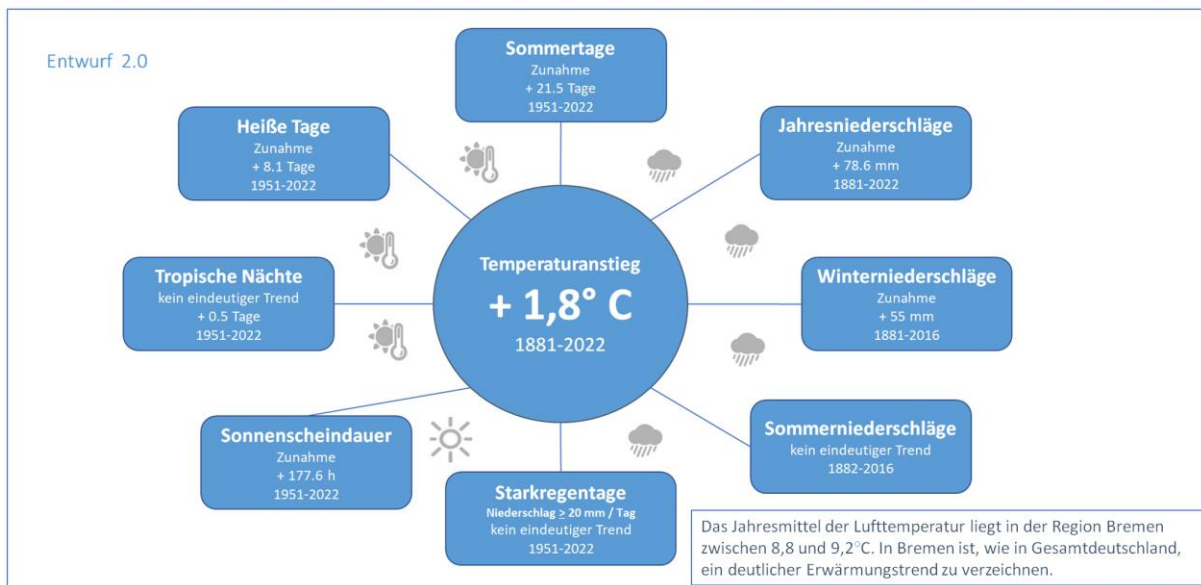 Entwurf 2.0
Sommertage
Zunahme
+ 21.5 Tage
1951-2022
Heiße Tage
Zunahme
+ 8.1 Tage
1951-2022
Jahresniederschläge
Zunahme
+ 78.6 mm
1881-2022
Tropische Nächte
kein eindeutiger Trend
+ 0.5 Tage
1951-2022
Temperaturanstieg
+ 1,8° C
1881-2022
Winterniederschläge
Zunahme
+ 55 mm
1881-2016
Sonnenscheindauer
Zunahme
+ 177.6 h
1951-2022
Starkregentage
Niederschlag ≥ 20 mm / Tag
kein eindeutiger Trend
1951-2022
Sommerniederschläge
kein eindeutiger Trend
1882-2016
Das Jahresmittel der Lufttemperatur liegt in der Region Bremen
zwischen 8,8 und 9,2°C. In Bremen ist, wie in Gesamtdeutschland,
ein deutlicher Erwärmungstrend zu verzeichnen.